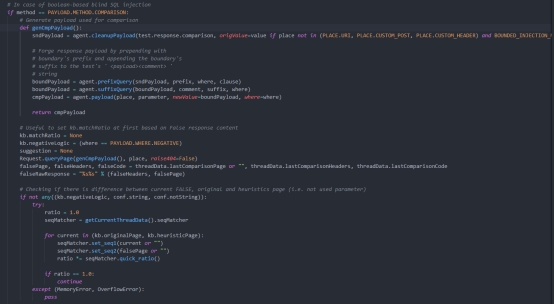 # In case of boolean-based blind SQL injection
if method == PAYLOAD.METHOD.COMPARISON:
# Generate payload used for comparison
def genCmpPayload():
sndPayload = agent.cleanupPayload(test.response.comparison, origValue=value if place not in (PLACE.URI, PLACE.CUSTOM_POST, PLACE.CUSTOM_HEADER) and BOUNDED_INJECTION_
# Forge response payload by prepending with
# boundary's prefix and appending the boundary's
# suffix to the test's ' <payload><comment> '
# string
boundPayload = agent.prefixQuery(sndPayload, prefix, where, clause)
boundPayload = agent.suffixQuery(boundPayload, comment, suffix, where)
cmpPayload = agent.payload(place, parameter, newValue=boundPayload, where=where)
return cmpPayload
# Useful to set kb.matchRatio at first based on False response content
kb.matchRatio = None
kb.negativeLogic = (where == PAYLOAD.WHERE.NEGATIVE)
suggestion = None
Request.queryPage(genCmpPayload(), place, raise404=False)
falsePage, falseHeaders, falseCode = threadData.lastComparisonPage or "", threadData.lastComparisonHeaders, threadData.lastComparisonCode
falseRawResponse = "%s%s" % (falseHeaders, falsePage)
# Checking if there is difference between current FALSE, original and heuristics page (i.e. not used parameter)
if not any((kb.negativeLogic, conf.string, conf.notString)):
try:
ratio = 1.0
seqMatcher = getCurrentThreadData().seqMatcher
for current in (kb.originalPage, kb.heuristicPage):
seqMatcher.set_seq1(current or "")
seqMatcher.set_seq2(falsePage or "")
ratio *= seqMatcher.quick_ratio()
if ratio == 1.0:
continue
except (MemoryError, OverflowError):
pass